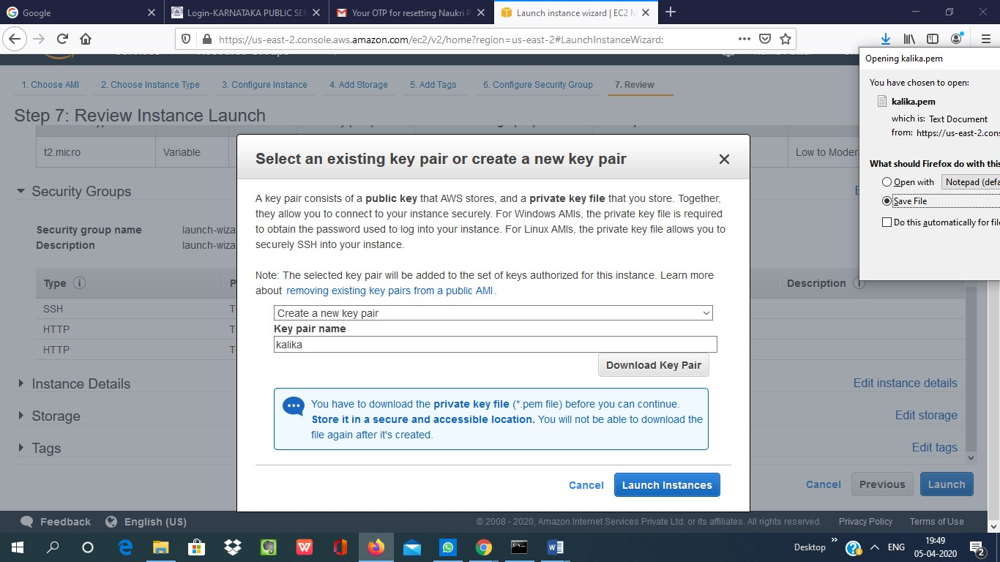 Google
Login-KARNATAKA PUBLIC SER
Your OTP for resetting Naukri P
Launch instance wizard | EC2 M
https://us-east-2.console.aws.amazon.com/ec2/v2/home?region=us-east-2#LaunchInstanceWizard:
1. Choose AMI 2. Choose Instance Type 3. Configure Instance 4. Add Storage 5. Add Tags 6. Configure Security Group 7. Review
Step 7: Review Instance Launch
t2.micro Variable Low to Moder
Security Groups
Security group name launch-wiza
Description launch-wiza
Type i P Description i
SSH T
HTTP T
HTTP T
Instance Details Edit instance details
Storage Edit storage
Tags Edit tags
Cancel Previous Launch
Select an existing key pair or create a new key pair
A key pair consists of a public key that AWS stores, and a private key file that you store. Together,
they allow you to connect to your instance securely. For Windows AMIs, the private key file is required
to obtain the password used to log into your instance. For Linux AMIs, the private key file allows you to
securely SSH into your instance.
Note: The selected key pair will be added to the set of keys authorized for this instance. Learn more
about removing existing key pairs from a public AMI.
Create a new key pair
Key pair name
kalika
Download Key Pair
You have to download the private key file (*.pem file) before you can continue.
Store it in a secure and accessible location. You will not be able to download the
file again after it's created.
Cancel Launch Instances
Opening kalika.pem
You have chosen to open:
kalika.pem
which is: Text Document
from: https://us-east-2.cons
What should Firefox do with this
Open with Notepad (defa
Save File
Do this automatically for file
Feedback English (US) © 2008 - 2020, Amazon Internet Services Private Ltd. or its affiliates. All rights reserved. Privacy Policy Terms of Use
Desktop ENG
19:49
05-04-2020
2